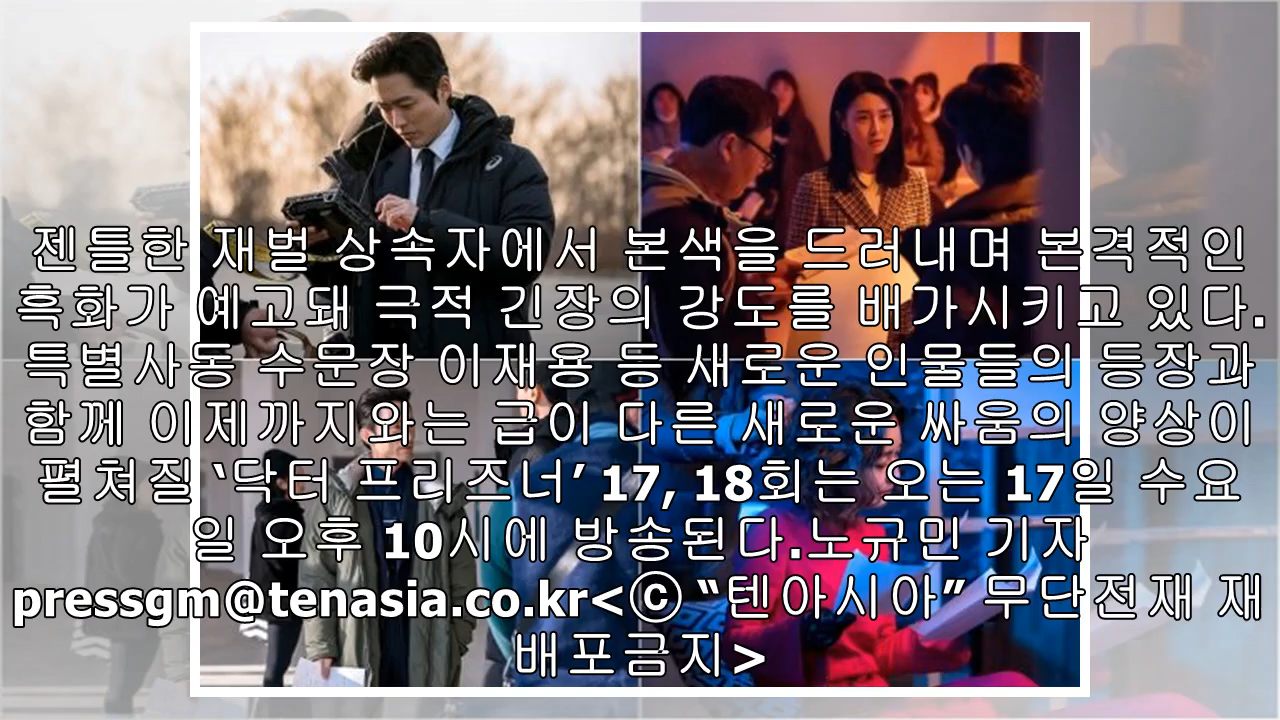 젠틀한 재벌 상속자에서 본색을 드러내며 본격적인
흑화가 예고돼 극적 긴장의 강도를 배가시키고 있다.
특별사동 수문장 이재용 등 새로운 인물들의 등장과
함께 이제까지와는 급이 다른 새로운 싸움의 양상이
펼쳐질 ‘닥터 프리즈너’ 17, 18회는 오는 17일 수요
일 오후 10시에 방송된다.노규민 기자
pressgm@tenasia.co.kr<ⓒ “텐아시아” 무단전재 재
배포금지>